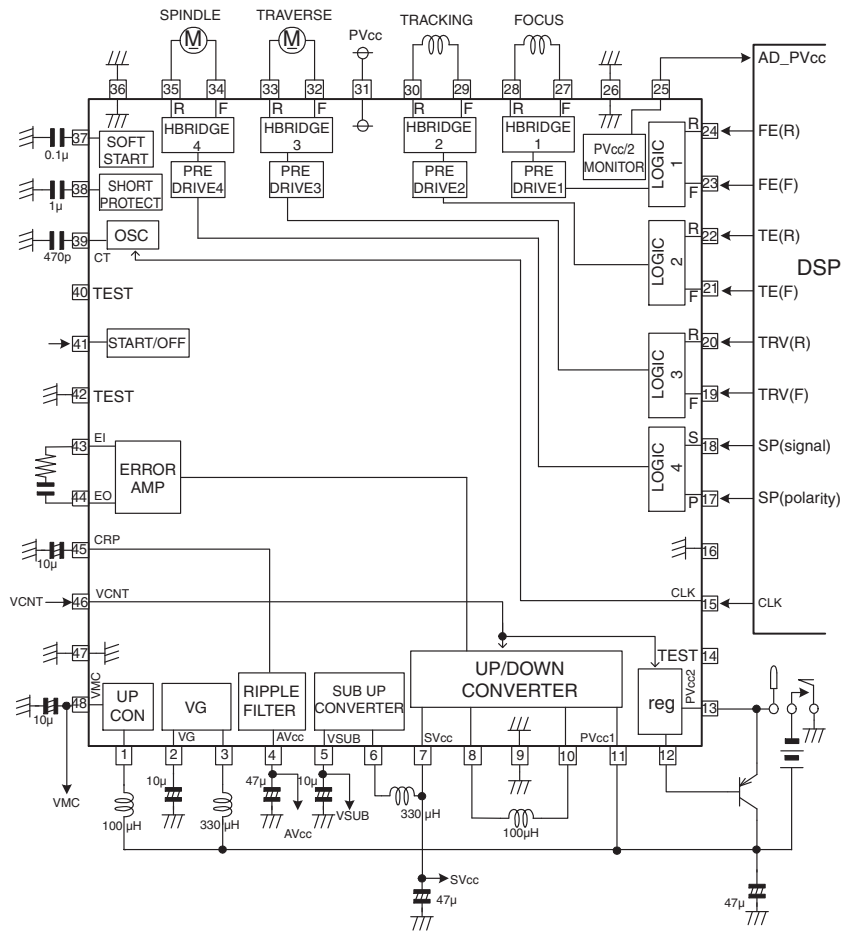 SPINDLE
TRAVERSE
TRACKING
FOCUS
M
M
PVcc
AD_PVcc
36
35
34
33
32
31
30
29
28
27
26
25
R F
R F
R F
R F
37
0.1µ
SOFT
START
HBRIDGE
4
HBRIDGE
3
HBRIDGE
2
HBRIDGE
1
PVcc/2
MONITOR
LOGIC
1
R
24
FE(R)
F
23
FE(F)
38
1µ
SHORT
PROTECT
PRE
DRIVE4
PRE
DRIVE3
PRE
DRIVE2
PRE
DRIVE1
39
470p
CT
OSC
LOGIC
2
R
22
TE(R)
F
21
TE(F)
DSP
40
TEST
41
START/OFF
LOGIC
3
R
20
TRV(R)
F
19
TRV(F)
42
TEST
43
EI
44
EO
ERROR
AMP
LOGIC
4
S
18
SP(signal)
P
17
SP(polarity)
45
CRP
10µ
16
VCNT
46
VCNT
CLK
15
CLK
47
TEST
14
48
VMC
10µ
UP
CON
VG
RIPPLE
FILTER
SUB UP
CONVERTER
UP/DOWN
CONVERTER
reg
PVcc2
13
VG
AVcc
VSUB
SVcc
PVcc1
1
2
3
4
5
6
7
8
9
10
11
12
VMC
100µH
10µ
330µH
47µ
AVcc
10µ
VSUB
330µH
100µH
SVcc
47µ
47µ